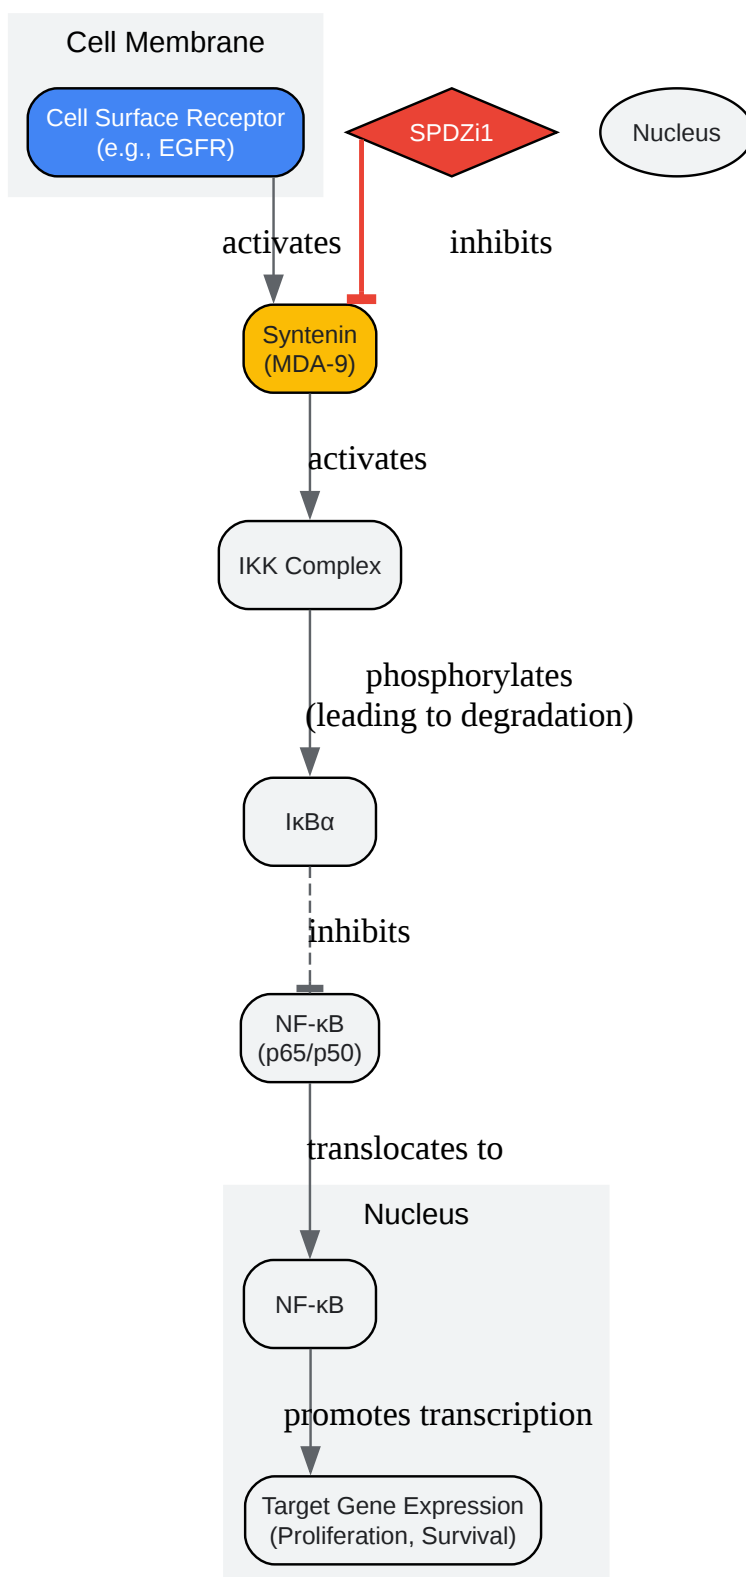 Cell Membrane
Cell Surface Receptor
(e.g., EGFR)
SPDZi1
Nucleus
activates
inhibits
Syntenin
(MDA-9)
activates
IKK Complex
phosphorylates
(leading to degradation)
IκBα
inhibits
NF-κB
(p65/p50)
translocates to
Nucleus
NF-κB
promotes transcription
Target Gene Expression
(Proliferation, Survival)